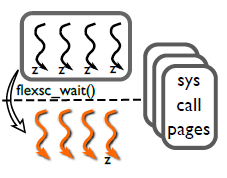 z z z z
flexsc_wait()
z
sys
call
pages